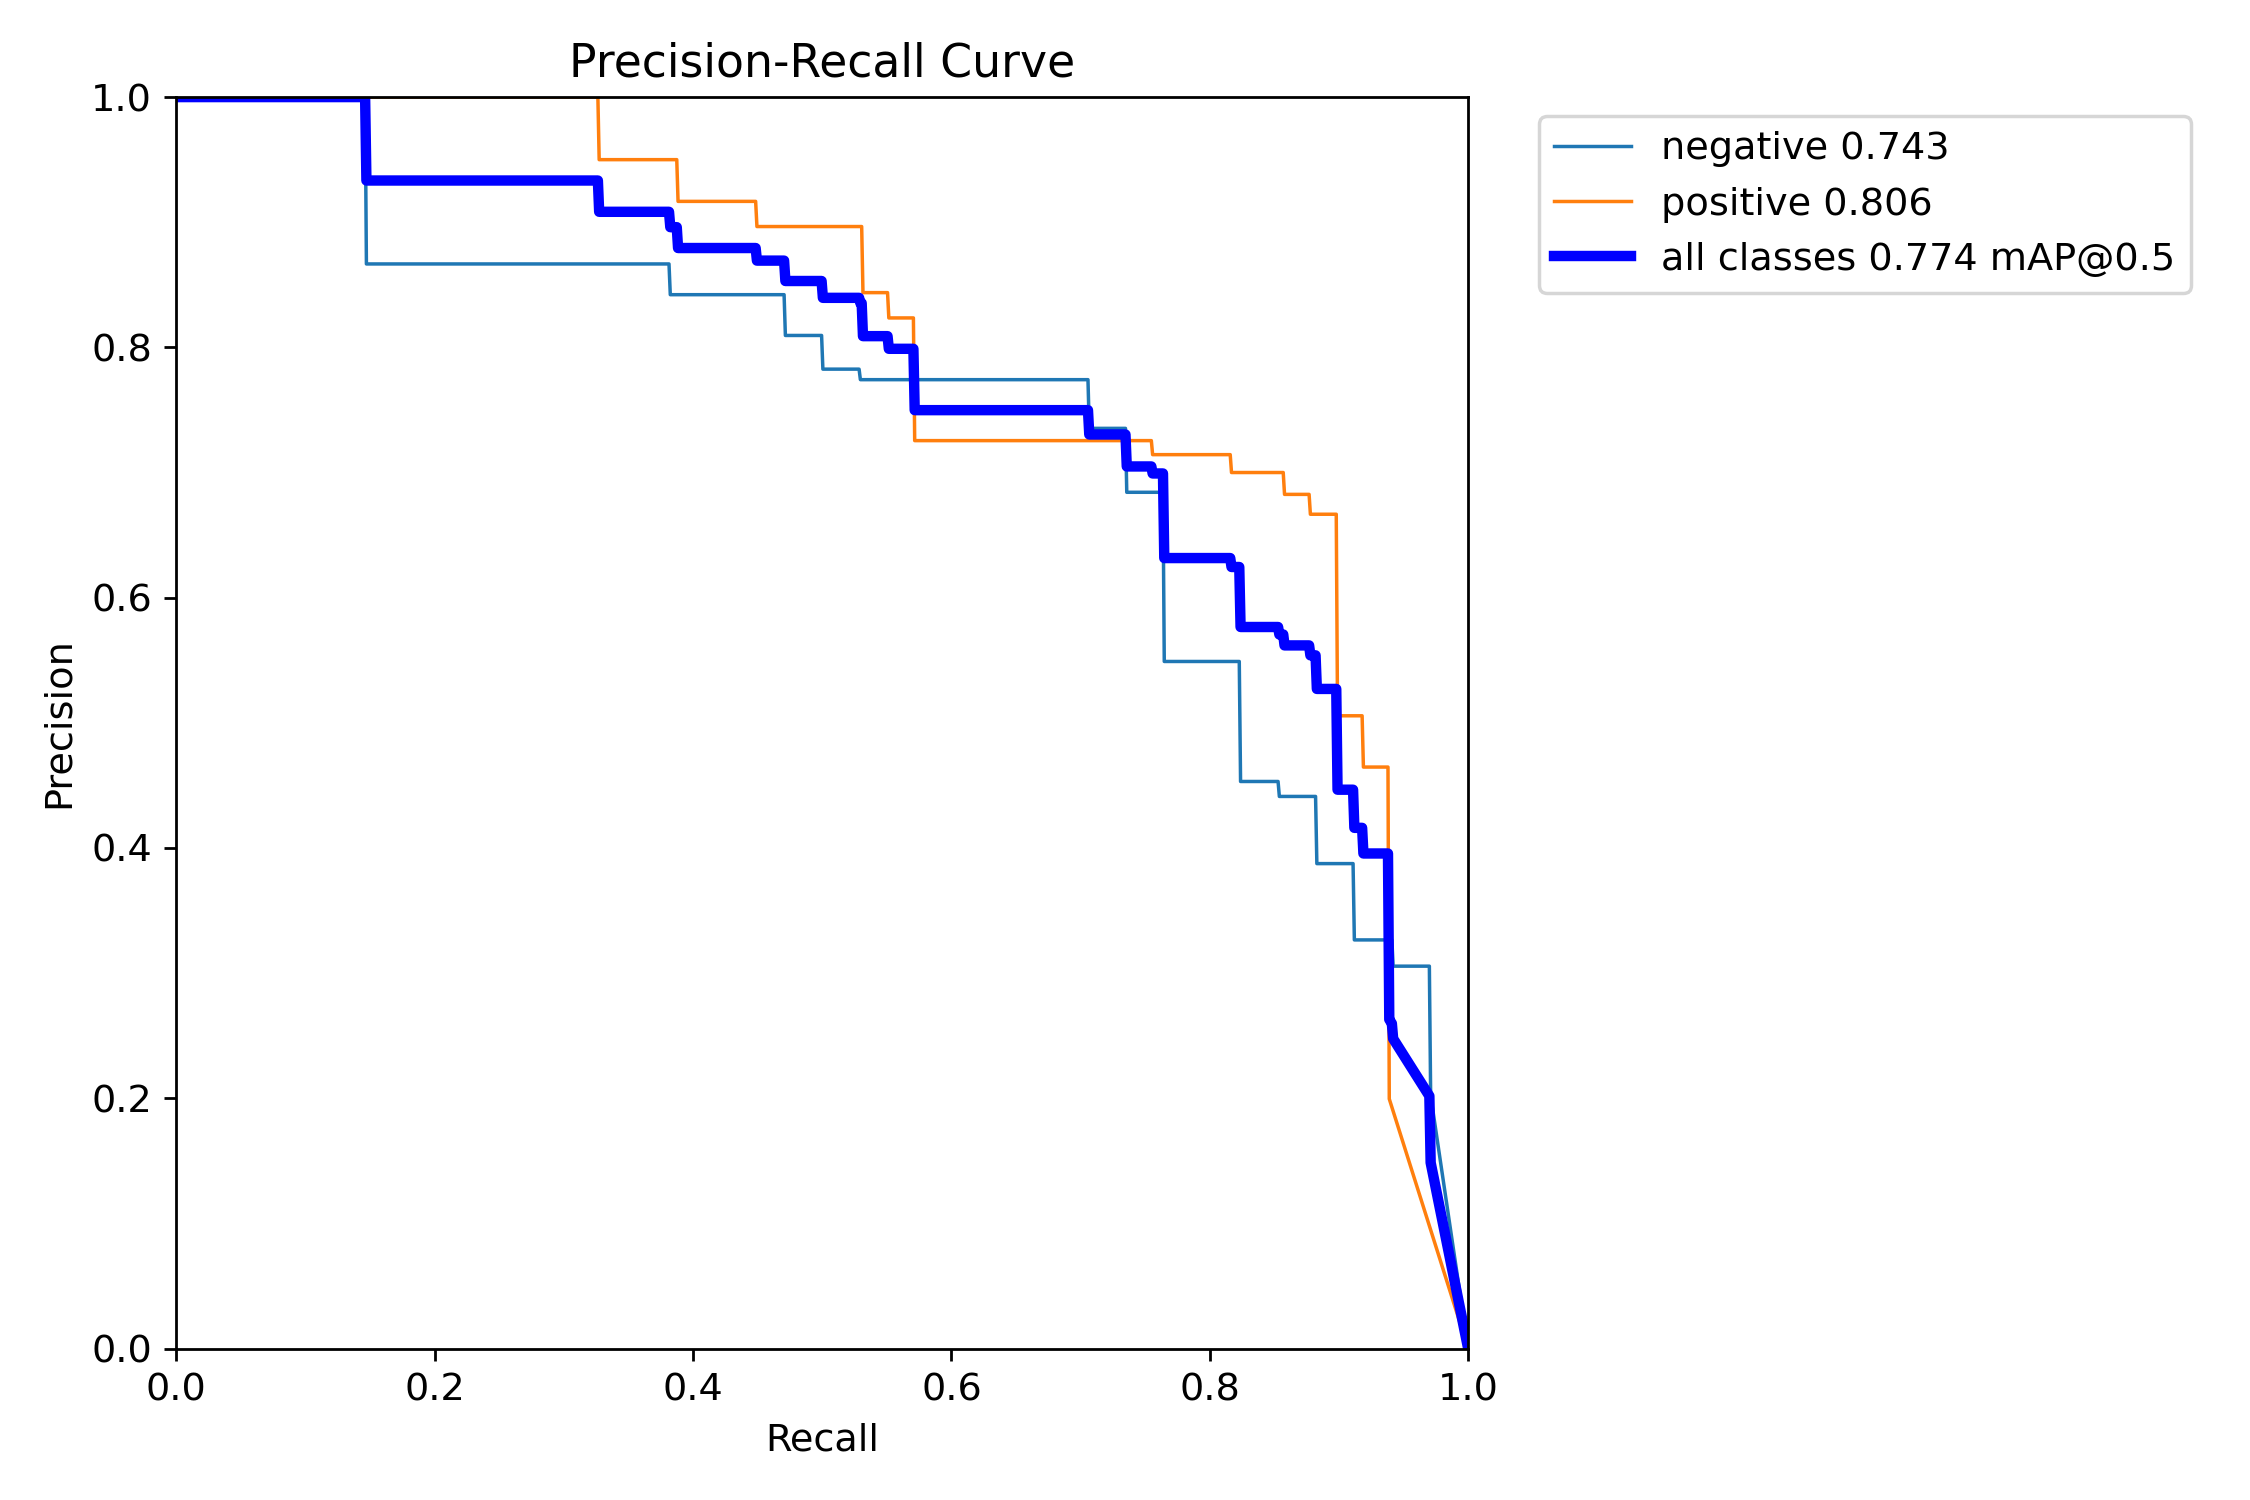 Precision-Recall Curve
1.0
0.8
0.6
0.4
0.2
0.0
Precision
0.0 0.2 0.4 0.6 0.8 1.0
Recall
negative 0.743
positive 0.806
all classes 0.774 mAP@0.5